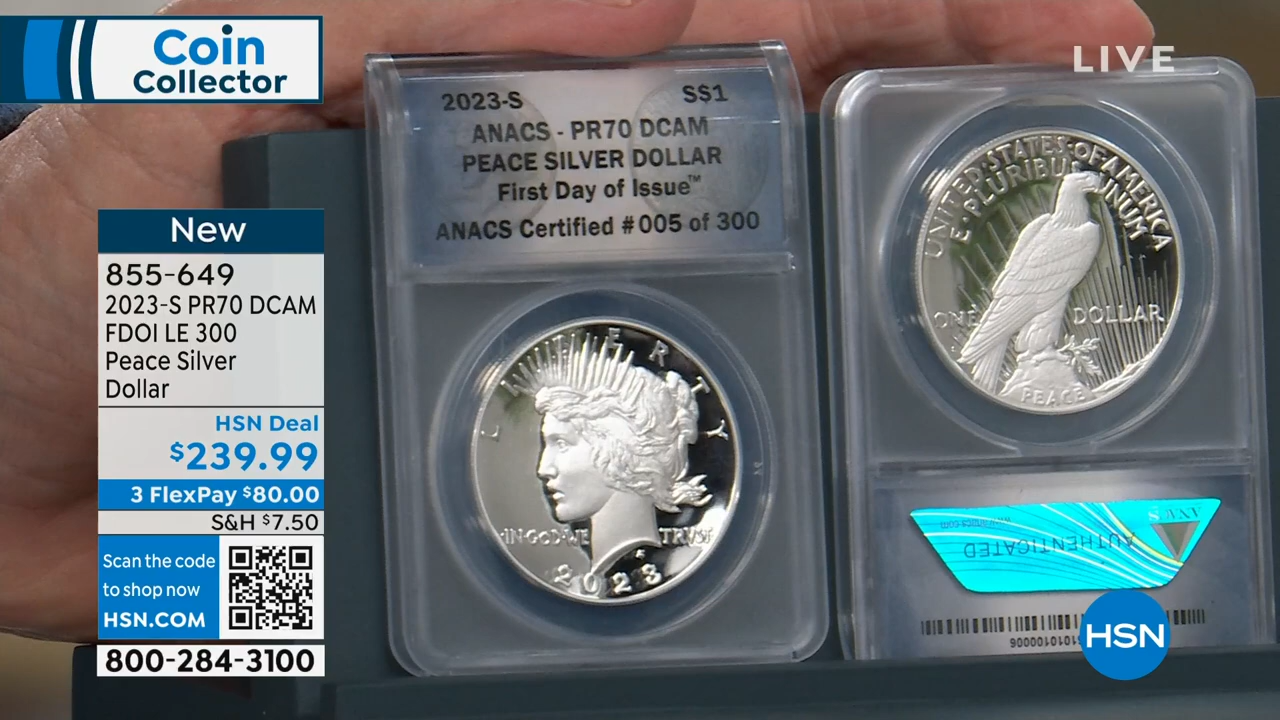 Coin
Collector
LIVE
New
855-649
2023-S PR70 DCAM
FDOI LE 300
Peace Silver
Dollar
HSN Deal
$239.99
3 FlexPay $80.00
S&H $7.50
Scan the code
to shop now
HSN.COM
800-284-3100
2023-S S$1
ANACS - PR70 DCAM
PEACE SILVER DOLLAR
First Day of Issue™
ANACS Certified #005 of 300
LIBERTY
IN GOD WE TRVST
2023
UNITED·STATES·OF·AMERICA
E·PLURIBUS UNUM
ONE DOLLAR
PEACE
ANACS
AUTHENTICATED
HSN